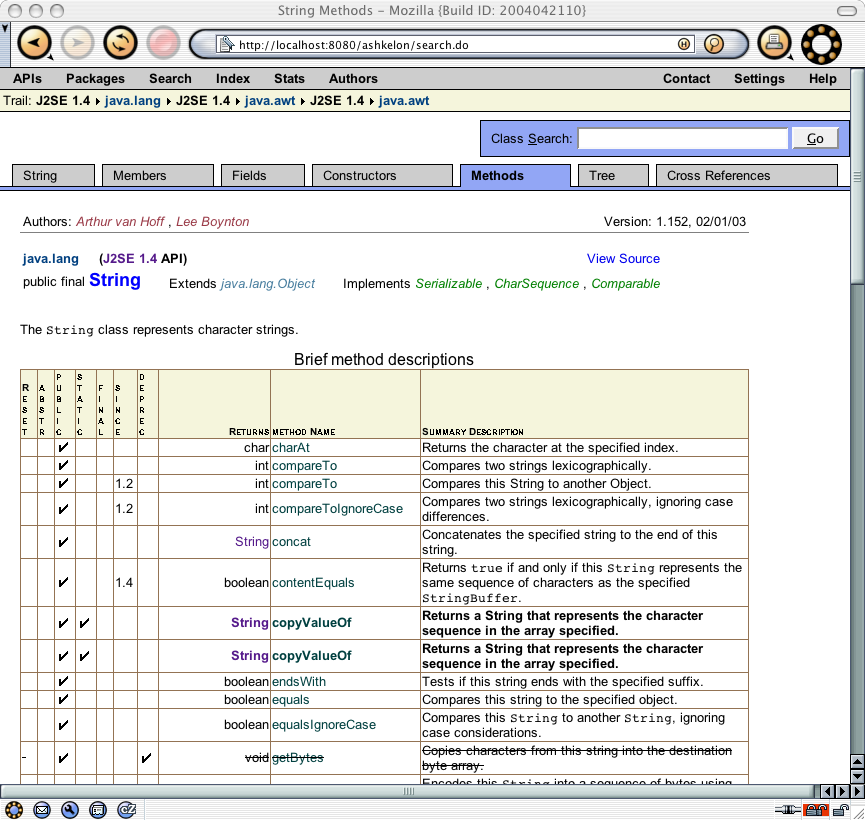 String Methods - Mozilla {Build ID: 2004042110}
http://localhost:8080/ashkelon/search.do
APIs Packages Search Index Stats Authors Contact Settings Help
Trail: J2SE 1.4 java.lang J2SE 1.4 java.awt J2SE 1.4 java.awt
Class Search: Go
String Members Fields Constructors Methods Tree Cross References
Authors: Arthur van Hoff , Lee Boynton Version: 1.152, 02/01/03
java.lang (J2SE 1.4 API) View Source
public final String Extends java.lang.Object Implements Serializable , CharSequence , Comparable
The String class represents character strings.
Brief method descriptions
RESET ABSTR PUBLIC STATIC FINAL SINCE DEPREC RETURNS METHOD NAME SUMMARY DESCRIPTION
char charAt Returns the character at the specified index.
int compareTo Compares two strings lexicographically.
1.2 int compareTo Compares this String to another Object.
1.2 int compareToIgnoreCase Compares two strings lexicographically, ignoring case
differences.
String concat Concatenates the specified string to the end of this
string.
Returns true if and only if this String represents the
1.4 boolean contentEquals same sequence of characters as the specified
StringBuffer.
String copyValueOf Returns a String that represents the character
sequence in the array specified.
String copyValueOf Returns a String that represents the character
sequence in the array specified.
boolean endsWith Tests if this string ends with the specified suffix.
boolean equals Compares this string to the specified object.
boolean equalsIgnoreCase Compares this String to another String, ignoring
case considerations.
- void getBytes Copies characters from this string into the destination
byte array.
Encodes this String into a sequence of bytes using